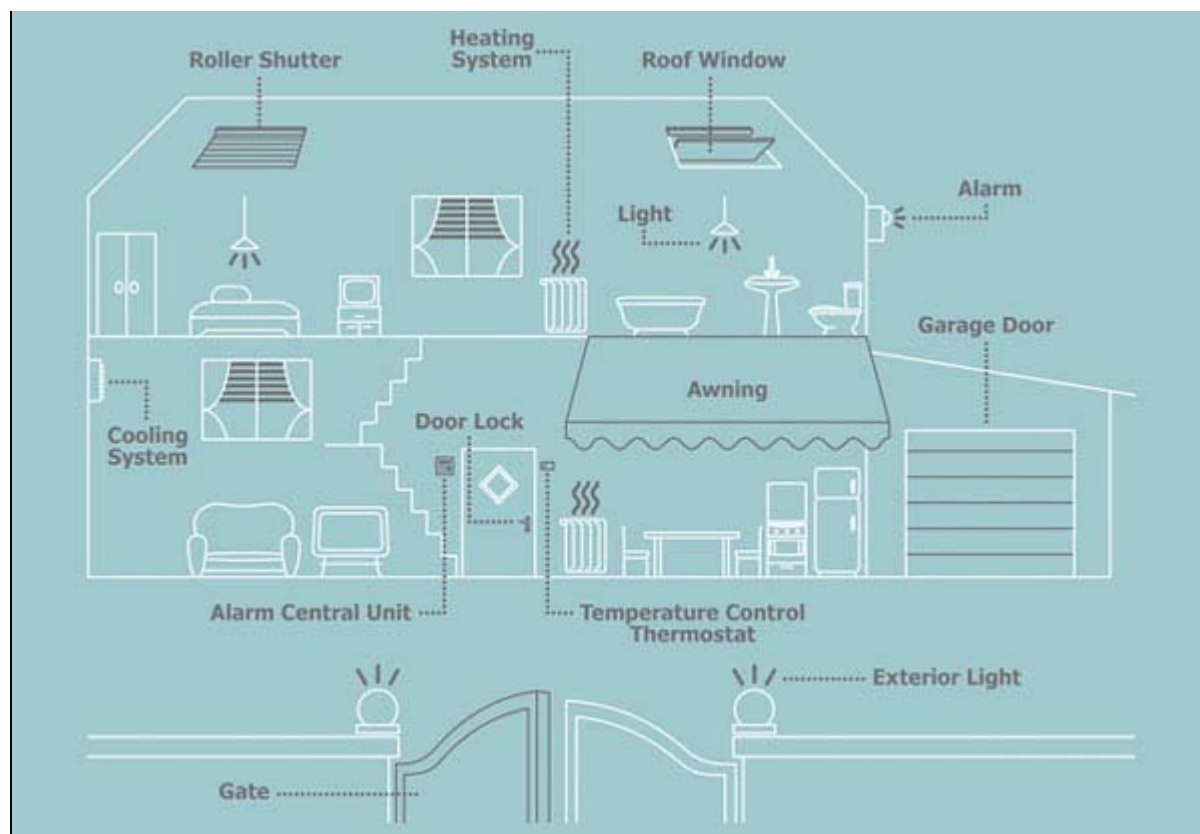 Roller Shutter
Heating
System
Roof Window
Alarm
Light
Garage Door
Awning
Door Lock
Cooling
System
Alarm Central Unit
Temperature Control
Thermostat
Exterior Light
Gate